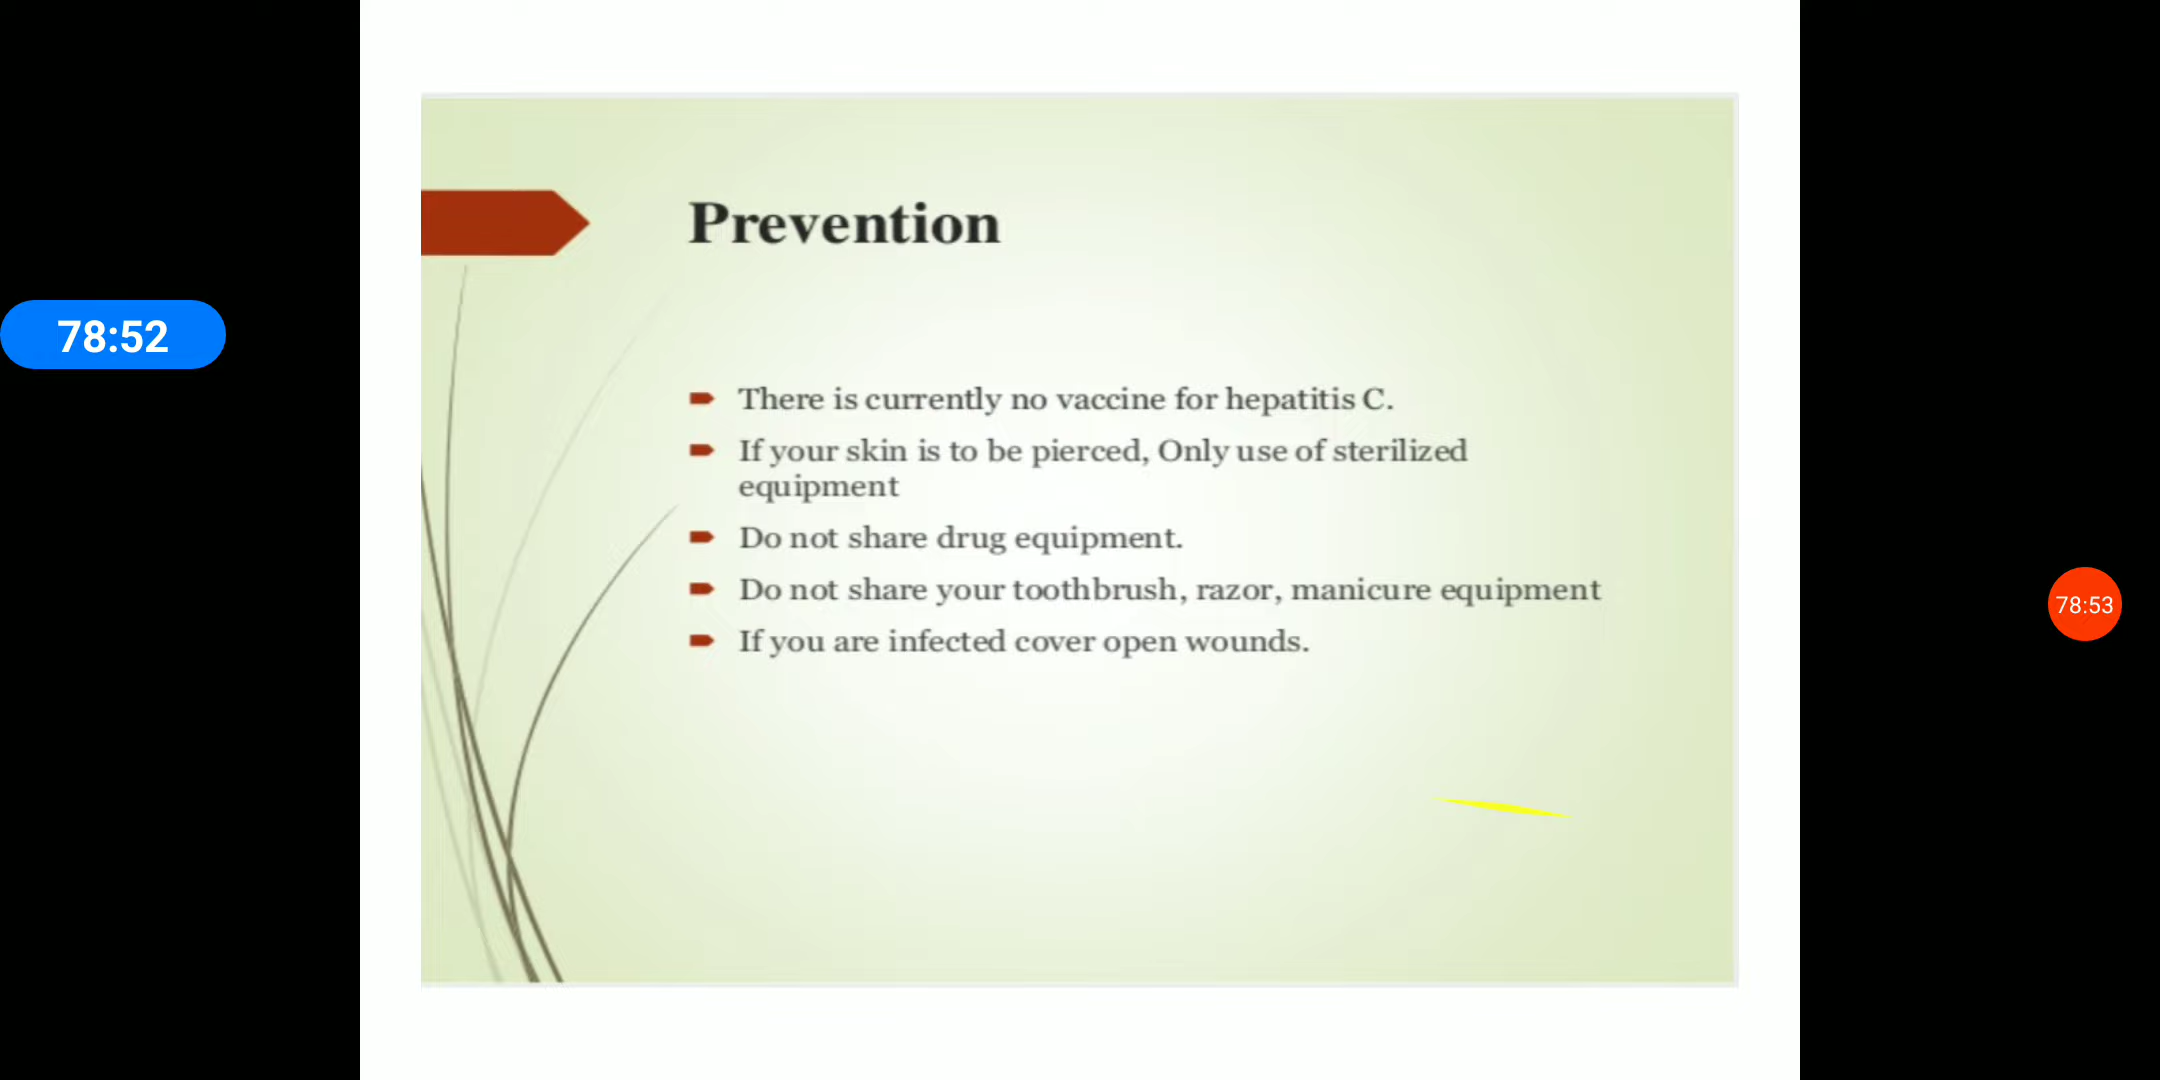 Prevention
78:52
There is currently no vaccine for hepatitis C.
If your skin is to be pierced, Only use of sterilized
equipment
Do not share drug equipment.
Do not share your toothbrush, razor, manicure equipment
78:53
If you are infected cover open wounds.